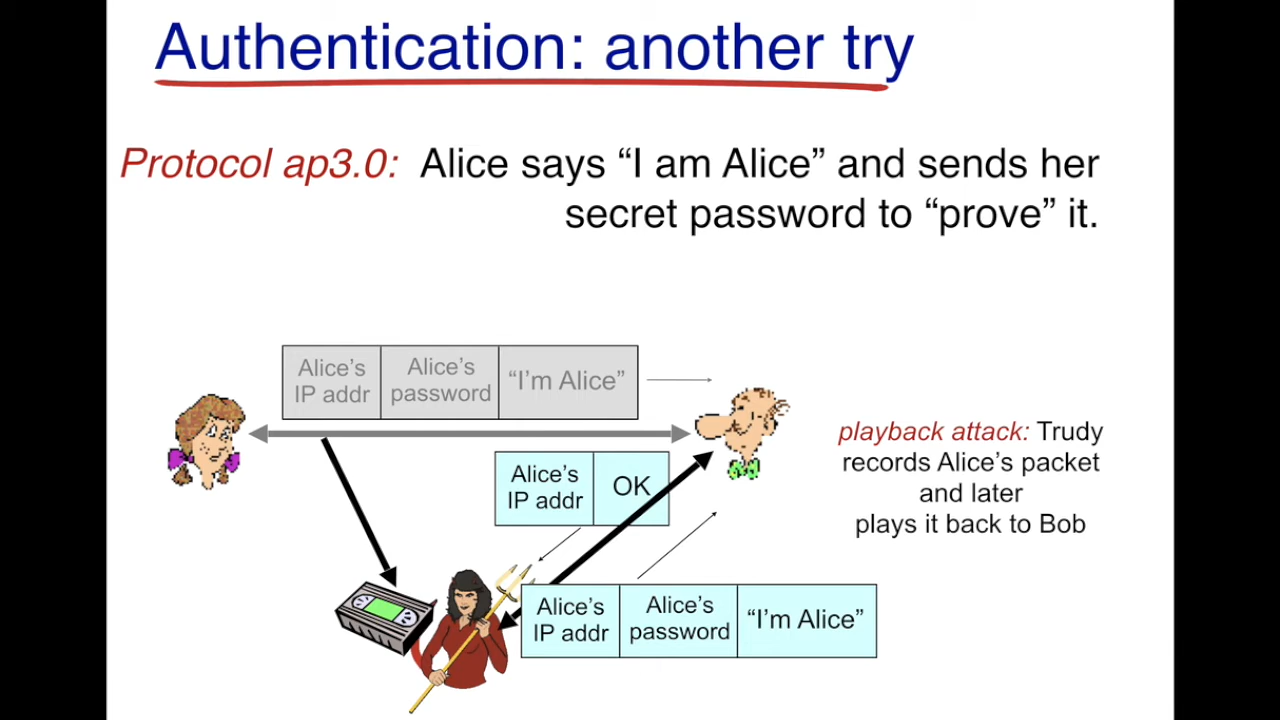 Authentication: another try
Protocol ap3.0: Alice says “I am Alice” and sends her
secret password to “prove” it.
Alice’s
IP addr
Alice’s
password
“I’m Alice”
Alice’s
IP addr
OK
playback attack: Trudy
records Alice’s packet
and later
plays it back to Bob
Alice’s
IP addr
Alice’s
password
“I’m Alice”